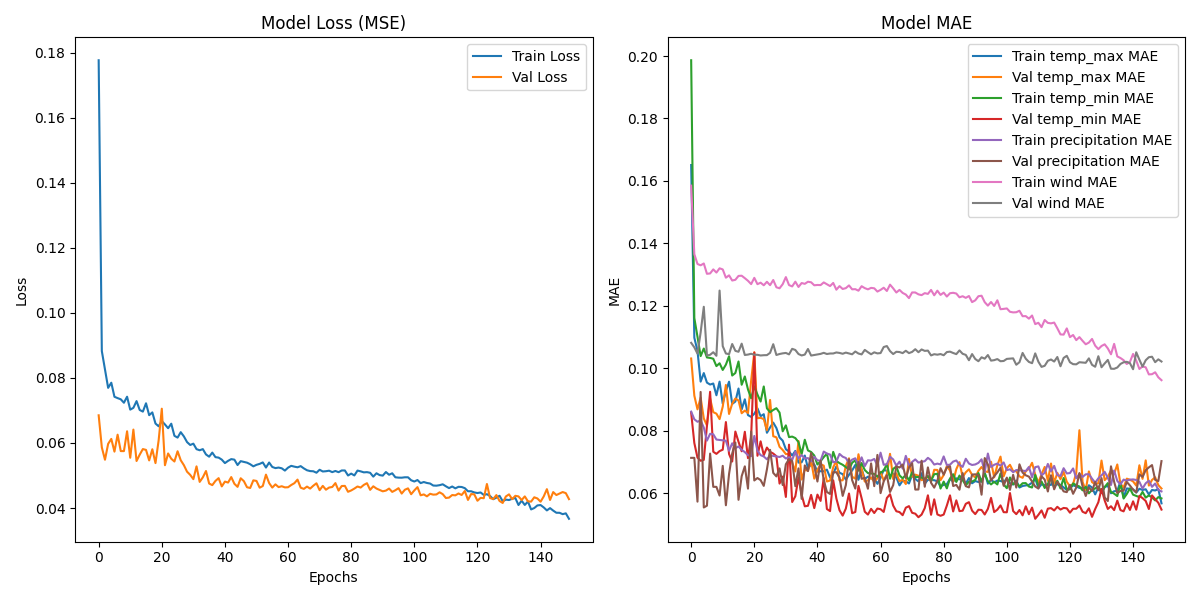 Model Loss (MSE)
Train Loss
Val Loss
0.18
0.16
0.14
0.12
0.10
0.08
0.06
0.04
Loss
0
20
40
60
80
100
120
140
Epochs
Model MAE
Train temp_max MAE
Val temp_max MAE
Train temp_min MAE
Val temp_min MAE
Train precipitation MAE
Val precipitation MAE
Train wind MAE
Val wind MAE
0.20
0.18
0.16
0.14
0.12
0.10
0.08
0.06
MAE
0
20
40
60
80
100
120
140
Epochs